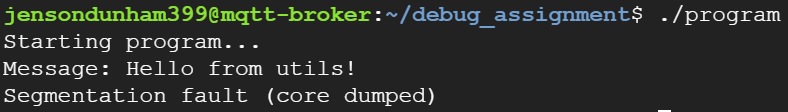 jensondunham399@mqtt-broker:~/debug_assignment$ ./program
Starting program...
Message: Hello from utils!
Segmentation fault (core dumped)